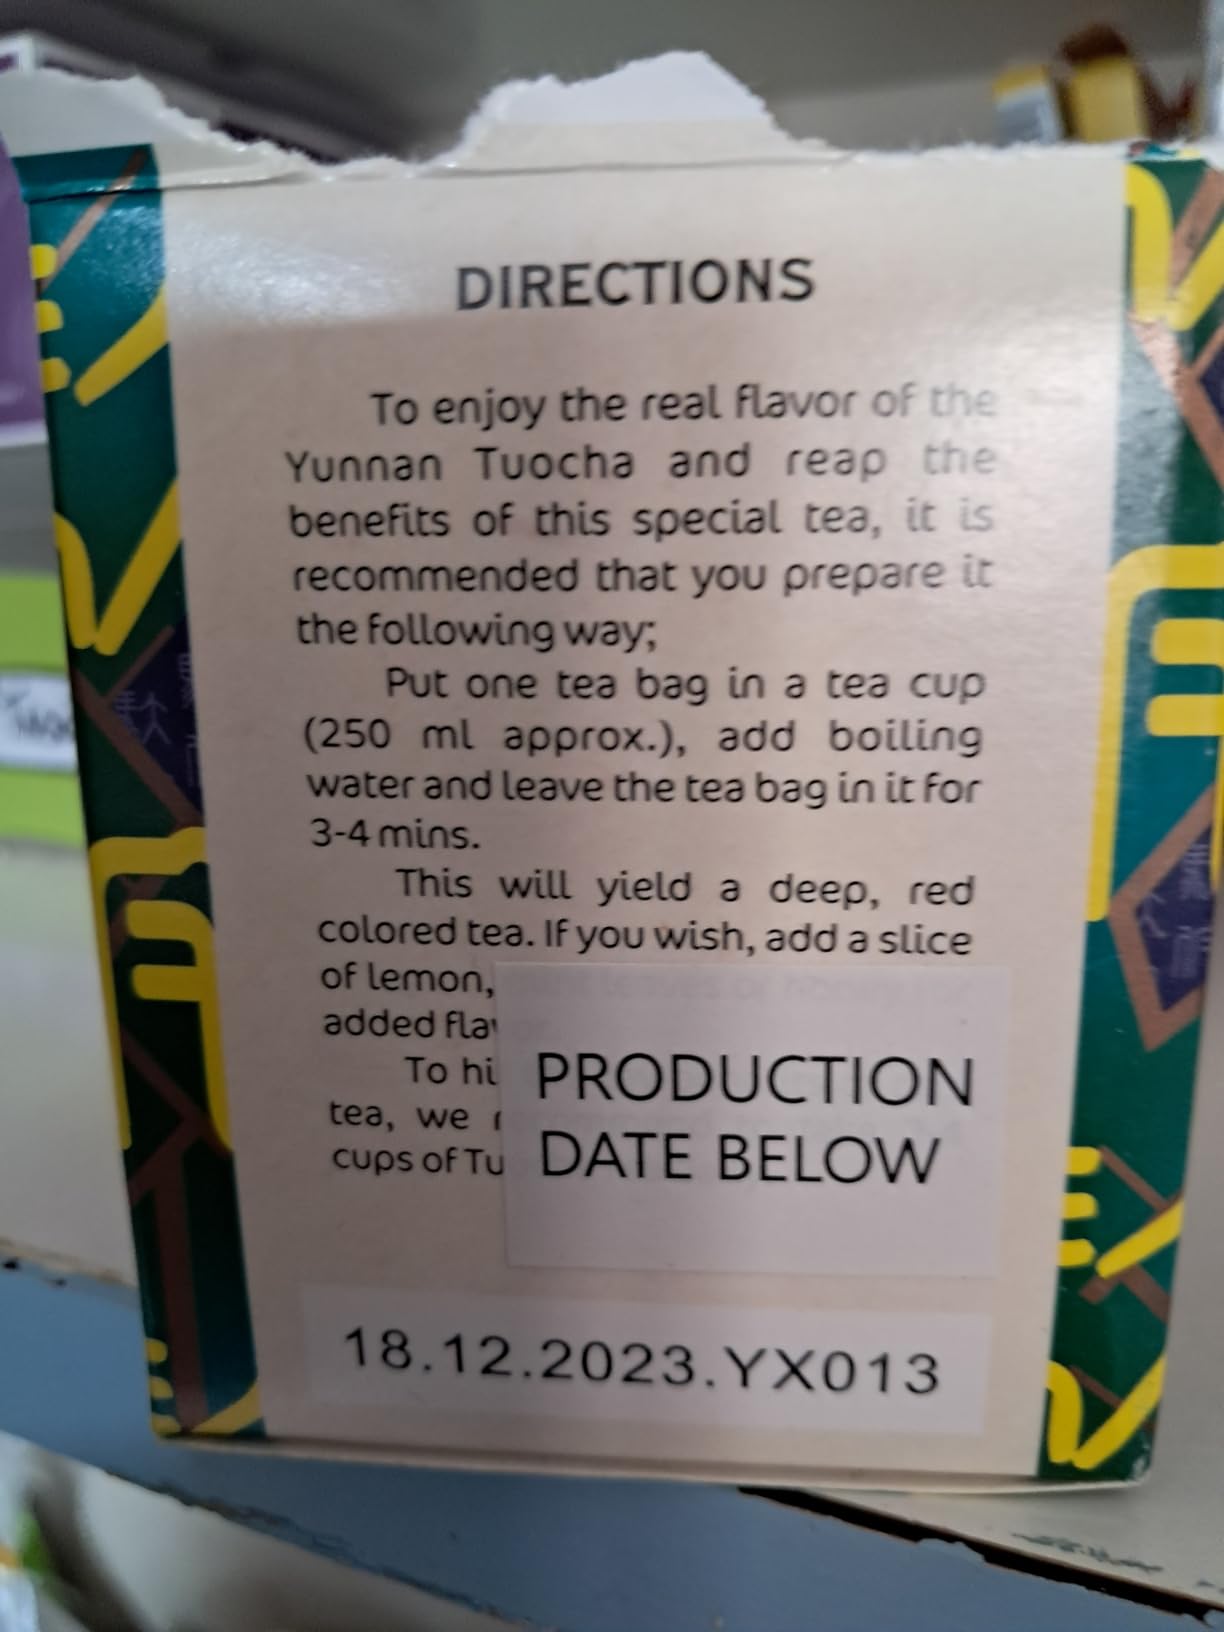 DIRECTIONS
To enjoy the real flavor of the
Yunnan Tuocha and reap the
benefits of this special tea, it is
recommended that you prepare it
the following way;
Put one tea bag in a tea cup
(250 ml approx.), add boiling
water and leave the tea bag in it for
3-4 mins.
This will yield a deep, red
colored tea. If you wish, add a slice
of lemon,
added
To
tea, we
cups of
PRODUCTION
DATE BELOW
18.12.2023.YX013